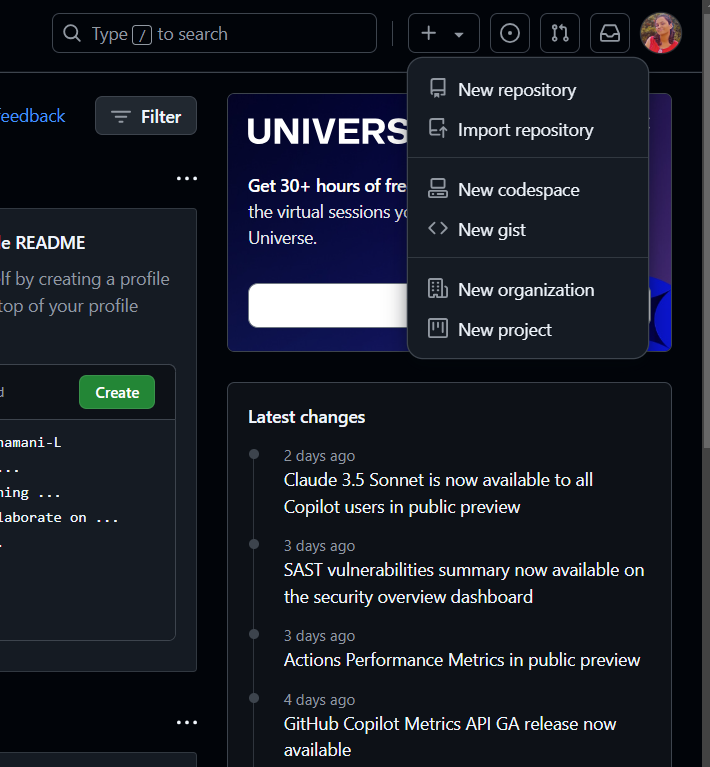 Type / to search
feedback
Filter
New repository
Import repository
New codespace
New gist
New organization
New project
UNIVERS
Get 30+ hours of fre
the virtual sessions yo
Universe.
e README
lf by creating a profile
top of your profile
d
Create
namani-L
...
ning ...
laborate on ...
.
Latest changes
2 days ago
Claude 3.5 Sonnet is now available to all
Copilot users in public preview
3 days ago
SAST vulnerabilities summary now available on
the security overview dashboard
3 days ago
Actions Performance Metrics in public preview
4 days ago
GitHub Copilot Metrics API GA release now
available